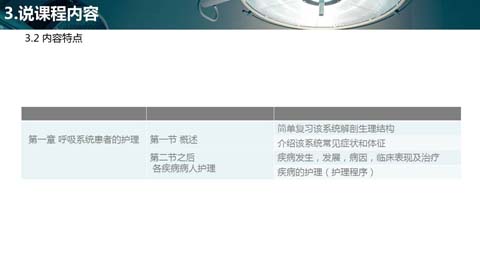 3.说课程内容
3.2 内容特点
第一章 呼吸系统患者的护理
第一节 概述
简单复习该系统解剖生理结构
介绍该系统常见症状和体征
第二节之后
各疾病病人护理
疾病发生，发展，病因，临床表现及治疗
疾病的护理（护理程序）